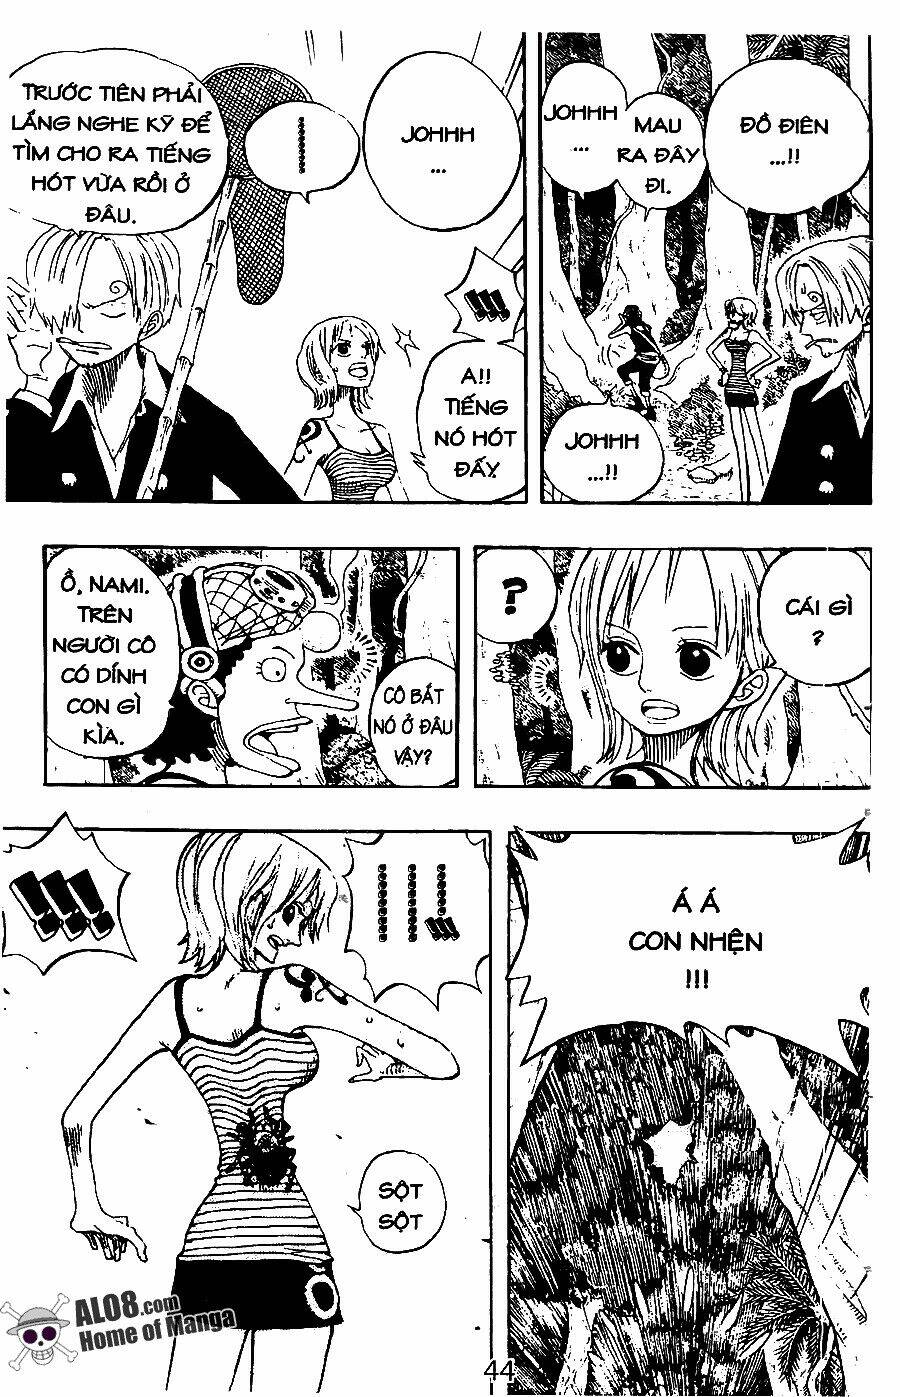 ĐỒ ĐIÊN
...!!
MAU
RA ĐÂY
ĐI.
JOHHH
...
JOHHH
...!!
JOHHH
...
!!!
A!!
TIẾNG
NÓ HÓT
ĐẤY.
TRƯỚC TIÊN PHẢI
LẮNG NGHE KỸ ĐỂ
TÌM CHO RA TIẾNG
HÓT VỪA RỒI Ở
ĐÂU.
CÁI GÌ
?
?
CÔ BẮT
NÓ Ở ĐÂU
VẬY?
Ồ, NAMI.
TRÊN
NGƯỜI CÔ
CÓ DÍNH
CON GÌ
KÌA.
Á Á
CON NHỆN
!!!
!!!
!!!
SỘT
SỘT
AL08.com
Home of Manga
44